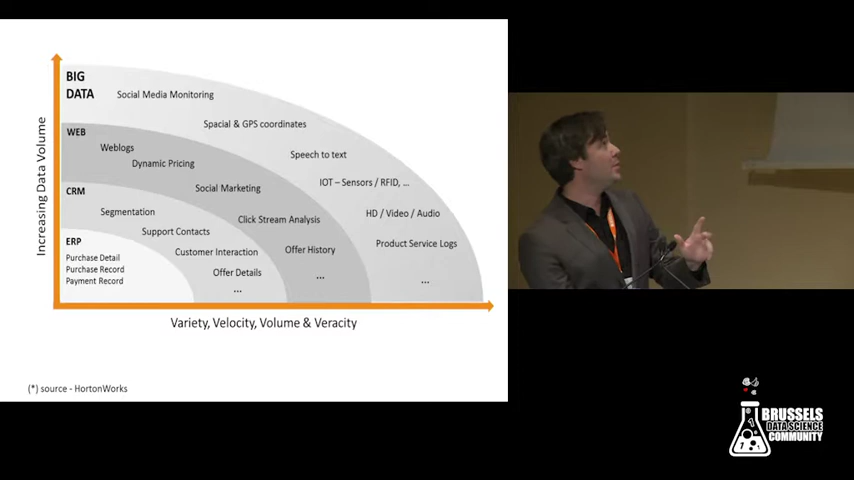 BIG
DATA
Social Media Monitoring
Spacial & GPS coordinates
WEB
Weblogs
Speech to text
Dynamic Pricing
IOT – Sensors / RFID, ...
CRM
Social Marketing
Segmentation
HD / Video / Audio
Click Stream Analysis
Support Contacts
ERP
Product Service Logs
Customer Interaction
Offer History
Purchase Detail
Purchase Record
Offer Details
Payment Record
...
...
...
Increasing Data Volume
Variety, Velocity, Volume & Veracity
(*) source - HortonWorks
BRUSSELS
DATA SCIENCE
COMMUNITY